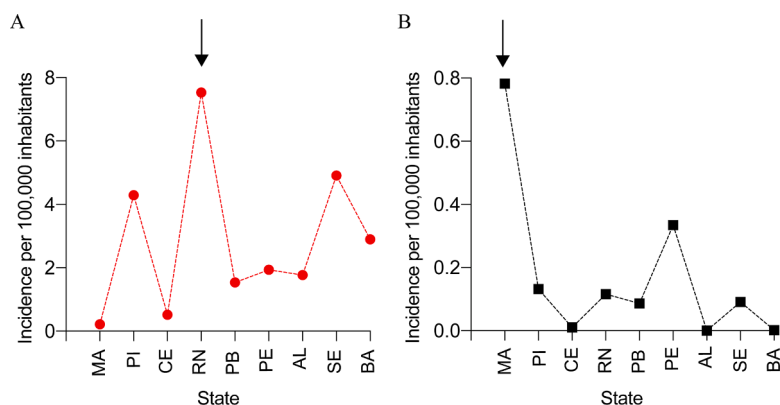 A
B
Incidence per 100,000 inhabitants
8
6
4
2
0
MA
PI
CE
RN
PB
PE
AL
SE
BA
State
Incidence per 100,000 inhabitants
0.8
0.6
0.4
0.2
0.0
MA
PI
CE
RN
PB
PE
AL
SE
BA
State